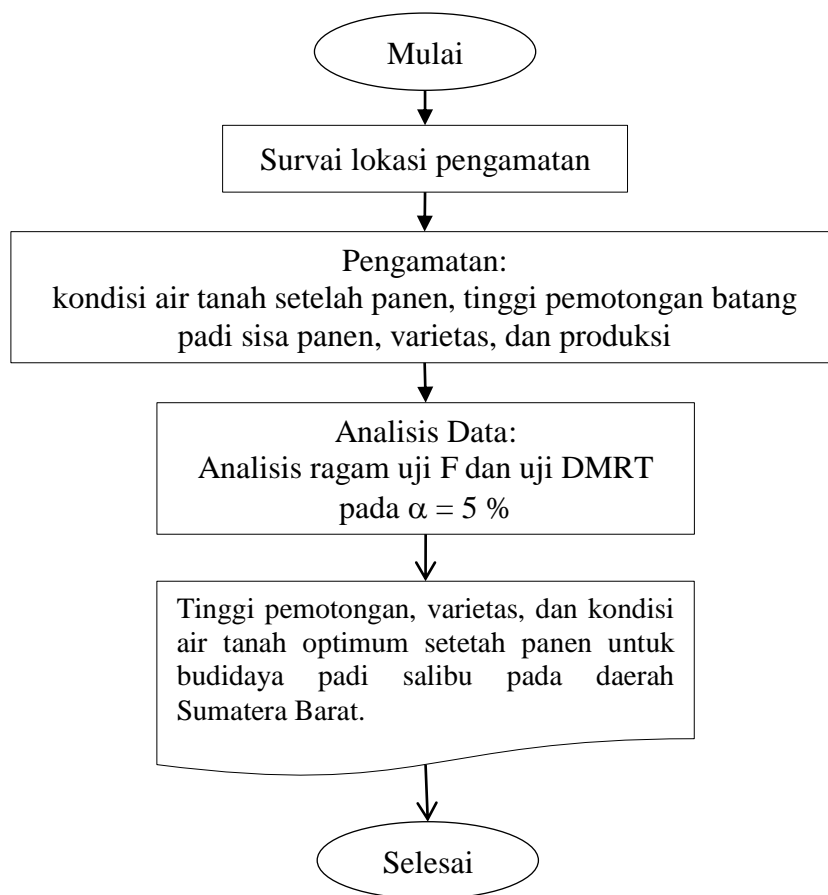 Mulai
Survai lokasi pengamatan
Pengamatan:
kondisi air tanah setelah panen, tinggi pemotongan batang
padi sisa panen, varietas, dan produksi
Analisis Data:
Analisis ragam uji F dan uji DMRT
pada α = 5 %
Tinggi pemotongan, varietas, dan kondisi
air tanah optimum setetah panen untuk
budidaya padi salibu pada daerah
Sumatera Barat.
Selesai